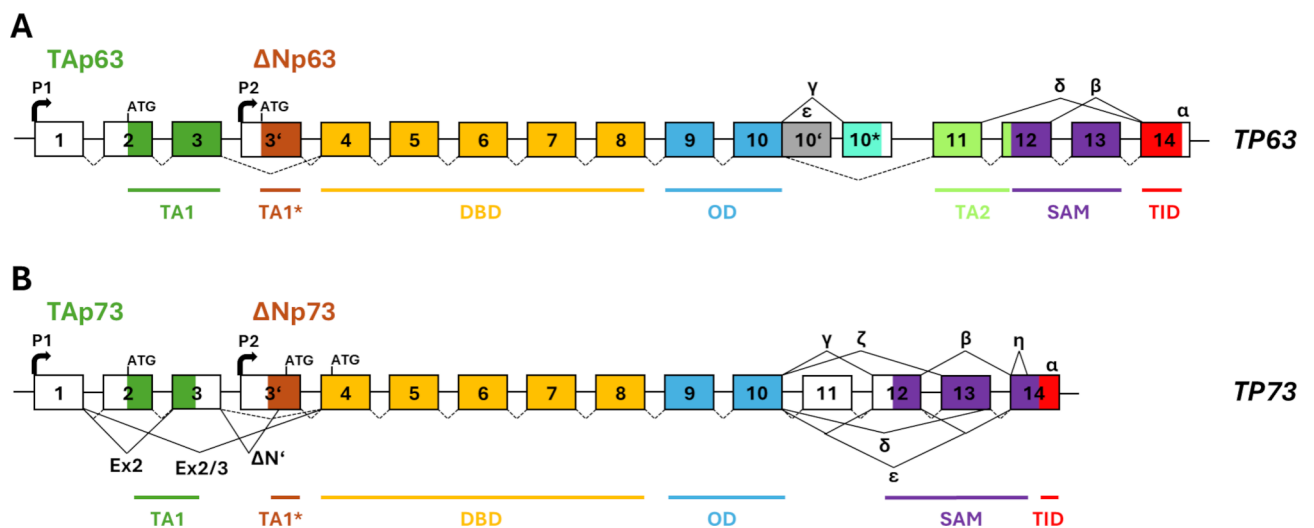 A
TAp63 ΔNp63
P1 ATG P2 ATG γ ε δ β α
1 2 3 3‘ 4 5 6 7 8 9 10 10‘ 10* 11 12 13 14 TP63
TA1 TA1* DBD OD TA2 SAM TID
B
TAp73 ΔNp73
P1 ATG P2 ATG ATG γ ζ β η α
1 2 3 3‘ 4 5 6 7 8 9 10 11 12 13 14 TP73
Ex2 Ex2/3 ΔN‘ δ ε
TA1 TA1* DBD OD SAM TID